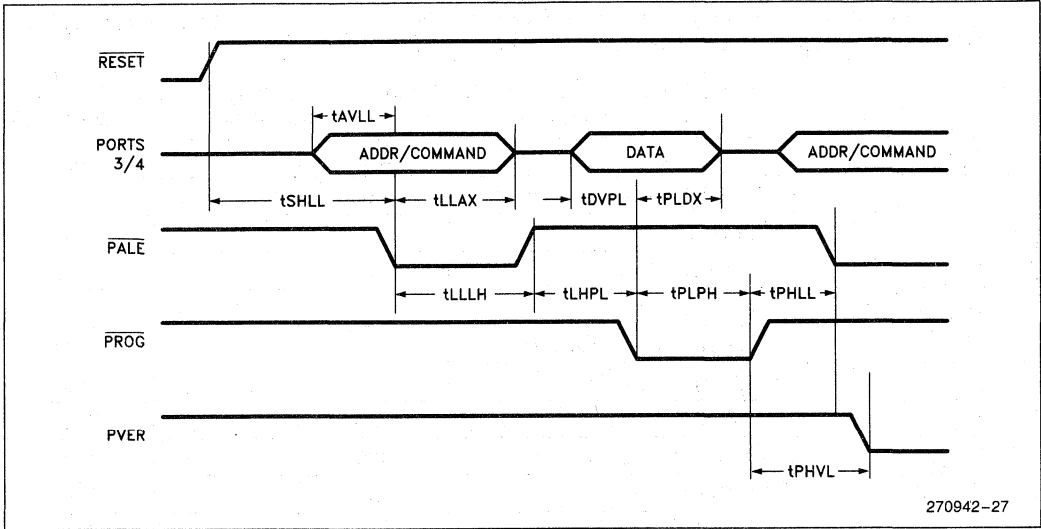 RESET
tAVLL
PORTS
3/4
ADDR/COMMAND
DATA
ADDR/COMMAND
tSHLL
tLLAX
tDVPL
tPLDX
PALE
tLLLH
tLHPL
tPLPH
tPHLL
PROG
PVER
tPHVL
270942-27